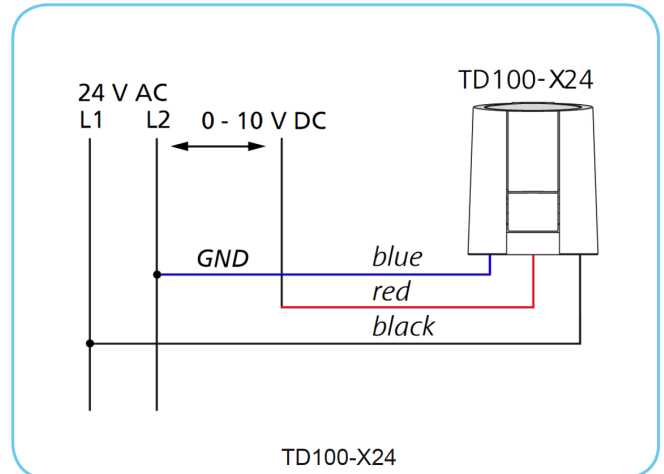 TD100-X24
24 V AC
L1 L2 0 - 10 V DC
GND blue
red
black
TD100-X24